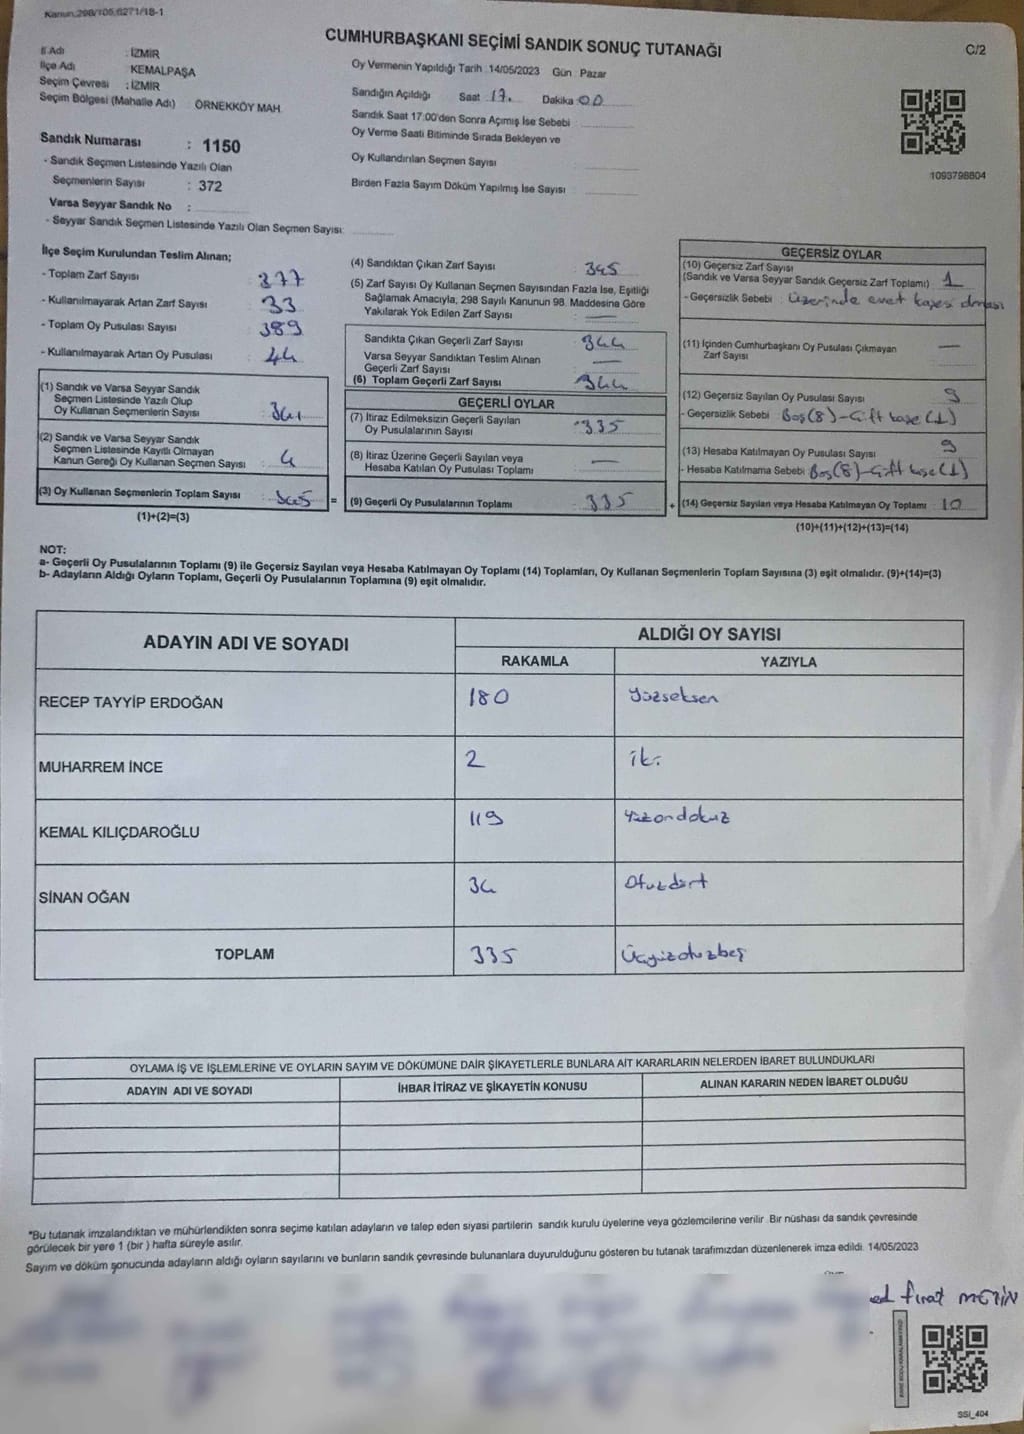 Kanun:298/105,6271/18-1
CUMHURBAŞKANI SEÇİMİ SANDIK SONUÇ TUTANAĞI
C/2
İl Adı : İZMİR
İlçe Adı : KEMALPAŞA
Seçim Çevresi : İZMİR
Seçim Bölgesi (Mahalle Adı) : ÖRNEKKÖY MAH.
Sandık Numarası : 1150
- Sandık Seçmen Listesinde Yazılı Olan
Seçmenlerin Sayısı : 372
Varsa Seyyar Sandık No :
- Seyyar Sandık Seçmen Listesinde Yazılı Olan Seçmen Sayısı:
Oy Vermenin Yapıldığı Tarih : 14/05/2023 Gün : Pazar
Sandığın Açıldığı Saat : 17. Dakika : 00
Sandık Saat 17:00'den Sonra Açımış İse Sebebi :
Oy Verme Saati Bitiminde Sırada Bekleyen ve
Oy Kullandırılan Seçmen Sayısı
Birden Fazla Sayım Döküm Yapılmış İse Sayısı :
1093798804
İlçe Seçim Kurulundan Teslim Alınan;
- Toplam Zarf Sayısı : 377
- Kullanılmayarak Artan Zarf Sayısı : 33
- Toplam Oy Pusulası Sayısı : 389
- Kullanılmayarak Artan Oy Pusulası : 44
(1) Sandık ve Varsa Seyyar Sandık
Seçmen Listesinde Yazılı Olup
Oy Kullanan Seçmenlerin Sayısı : 341
(2) Sandık ve Varsa Seyyar Sandık
Seçmen Listesinde Kayıtlı Olmayan
Kanun Gereği Oy Kullanan Seçmen Sayısı : 4
(3) Oy Kullanan Seçmenlerin Toplam Sayısı : 345 =
(1)+(2)=(3)
(4) Sandıktan Çıkan Zarf Sayısı : 345
(5) Zarf Sayısı Oy Kullanan Seçmen Sayısından Fazla İse, Eşitliği
Sağlamak Amacıyla, 298 Sayılı Kanunun 98. Maddesine Göre
Yakılarak Yok Edilen Zarf Sayısı : —
Sandıkta Çıkan Geçerli Zarf Sayısı : 344
Varsa Seyyar Sandıktan Teslim Alınan
Geçerli Zarf Sayısı : —
(6) Toplam Geçerli Zarf Sayısı : 344
GEÇERLİ OYLAR
(7) İtiraz Edilmeksizin Geçerli Sayılan
Oy Pusulalarının Sayısı : 335
(8) İtiraz Üzerine Geçerli Sayılan veya
Hesaba Katılan Oy Pusulası Toplamı : —
(9) Geçerli Oy Pusulalarının Toplamı : 335 +
GEÇERSİZ OYLAR
(10) Geçersiz Zarf Sayısı
(Sandık ve Varsa Seyyar Sandık Geçersiz Zarf Toplamı) : 1
- Geçersizlik Sebebi : Üzerinde evet kaşesi olması
(11) İçinden Cumhurbaşkanı Oy Pusulası Çıkmayan
Zarf Sayısı : —
(12) Geçersiz Sayılan Oy Pusulası Sayısı : 9
- Geçersizlik Sebebi : Boş(8)-Çift kaşe(1)
(13) Hesaba Katılmayan Oy Pusulası Sayısı : 9
- Hesaba Katılmama Sebebi : Boş(8)-Çift kaşe(1)
(14) Geçersiz Sayılan veya Hesaba Katılmayan Oy Toplamı : 10
(10)+(11)+(12)+(13)=(14)
NOT:
a- Geçerli Oy Pusulalarının Toplamı (9) ile Geçersiz Sayılan veya Hesaba Katılmayan Oy Toplamı (14) Toplamları, Oy Kullanan Seçmenlerin Toplam Sayısına (3) eşit olmalıdır. (9)+(14)=(3)
b- Adayların Aldığı Oyların Toplamı, Geçerli Oy Pusulalarının Toplamına (9) eşit olmalıdır.
ADAYIN ADI VE SOYADI
ALDIĞI OY SAYISI
RAKAMLA YAZIYLA
RECEP TAYYİP ERDOĞAN 180 Yüzseksen
MUHARREM İNCE 2 iki
KEMAL KILIÇDAROĞLU 119 Yüzondokuz
SİNAN OĞAN 34 Otuzdört
TOPLAM 335 Üçyüzotuzbeş
OYLAMA İŞ VE İŞLEMLERİNE VE OYLARIN SAYIM VE DÖKÜMÜNE DAİR ŞİKAYETLERLE BUNLARA AİT KARARLARIN NELERDEN İBARET BULUNDUKLARI
ADAYIN ADI VE SOYADI İHBAR İTİRAZ VE ŞİKAYETİN KONUSU ALINAN KARARIN NEDEN İBARET OLDUĞU
*Bu tutanak imzalandıktan ve mühürlendikten sonra seçime katılan adayların ve talep eden siyasi partilerin sandık kurulu üyelerine veya gözlemcilerine verilir. Bir nüshası da sandık çevresinde
görülecek bir yere 1 (bir ) hafta süreyle asılır.
Sayım ve döküm sonucunda adayların aldığı oyların sayılarını ve bunların sandık çevresinde bulunanlara duyurulduğunu gösteren bu tutanak tarafımızdan düzenlenerek imza edildi. 14/05/2023
ed fırat METİN
SSI_404